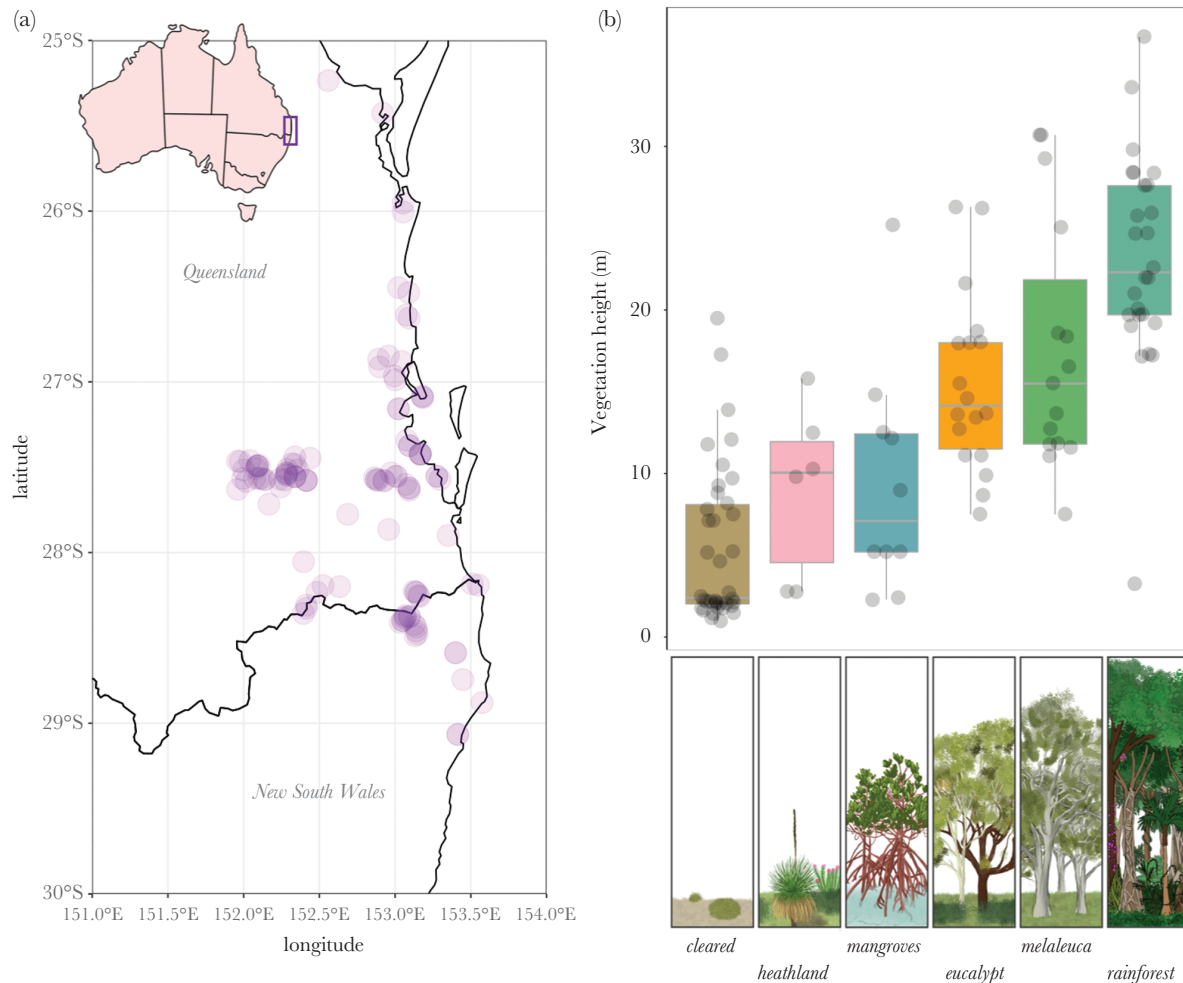 (a)
25°S
26°S
27°S
28°S
29°S
30°S
latitude
Queensland
New South Wales
151.0°E 151.5°E 152.0°E 152.5°E 153.0°E 153.5°E 154.0°E
longitude
(b)
Vegetation height (m)
30
20
10
0
cleared
heathland
mangroves
eucalypt
melaleuca
rainforest